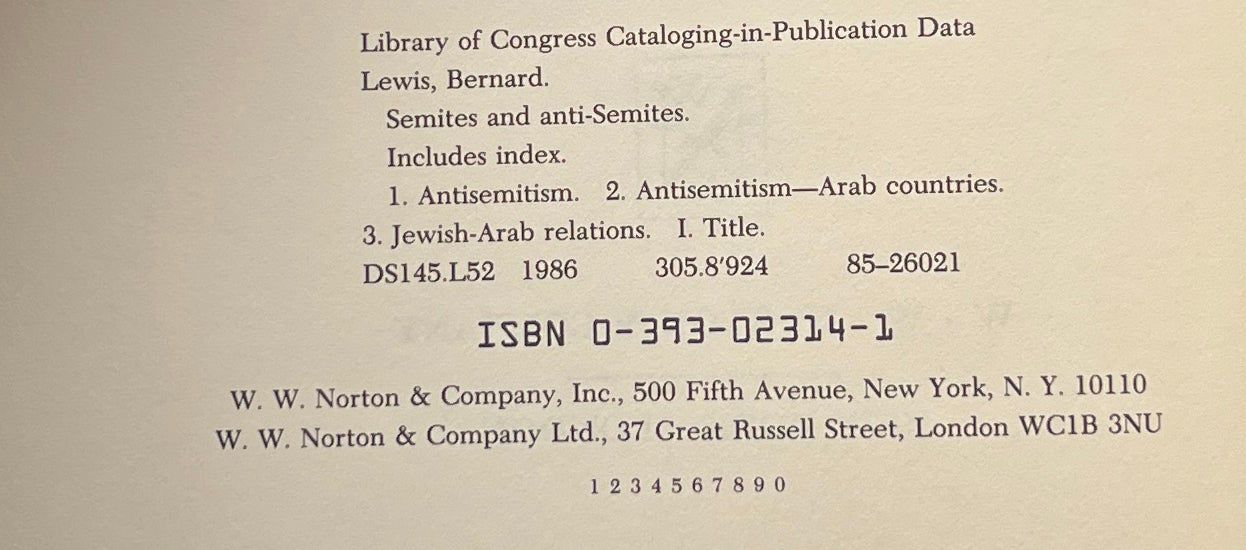 Library of Congress Cataloging-in-Publication Data
Lewis, Bernard.
Semites and anti-Semites.
Includes index.
1. Antisemitism. 2. Antisemitism—Arab countries.
3. Jewish-Arab relations. I. Title.
DS145.L52 1986 305.8′924 85–26021
ISBN 0-393-02314-1
W. W. Norton & Company, Inc., 500 Fifth Avenue, New York, N. Y. 10110
W. W. Norton & Company Ltd., 37 Great Russell Street, London WC1B 3NU
1 2 3 4 5 6 7 8 9 0